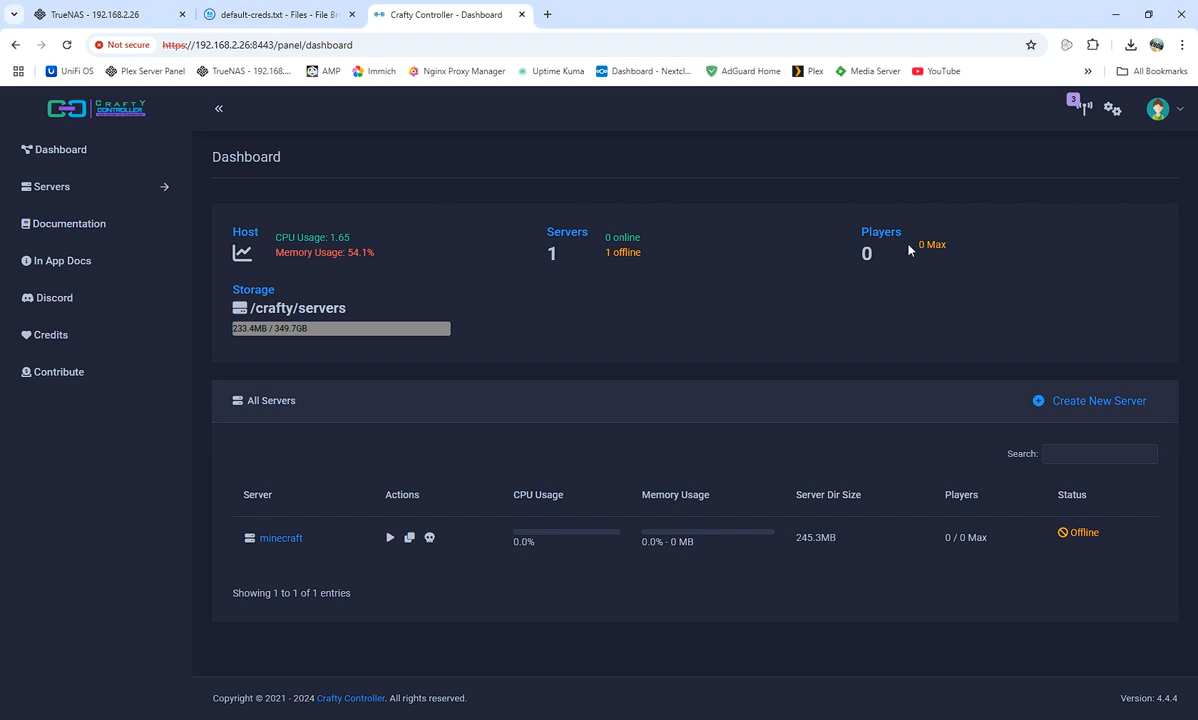 TrueNAS - 192.168.2.26
default-creds.txt - Files - File Br
Crafty Controller - Dashboard
Not secure
https://192.168.2.26:8443/panel/dashboard
UniFi OS
Plex Server Panel
TrueNAS - 192.168....
AMP
Immich
Nginx Proxy Manager
Uptime Kuma
Dashboard - Nextcl...
AdGuard Home
Plex
Media Server
YouTube
All Bookmarks
CRAFTY
CONTROLLER
3
Dashboard
Servers
Documentation
In App Docs
Discord
Credits
Contribute
Dashboard
Host
CPU Usage: 1.65
Memory Usage: 54.1%
Servers
1
0 online
1 offline
Players
0
0 Max
Storage
/crafty/servers
233.4MB / 349.7GB
All Servers
Create New Server
Search:
Server Actions CPU Usage Memory Usage Server Dir Size Players Status
minecraft 0.0% 0.0% - 0 MB 245.3MB 0 / 0 Max Offline
Showing 1 to 1 of 1 entries
Copyright © 2021 - 2024 Crafty Controller. All rights reserved.
Version: 4.4.4